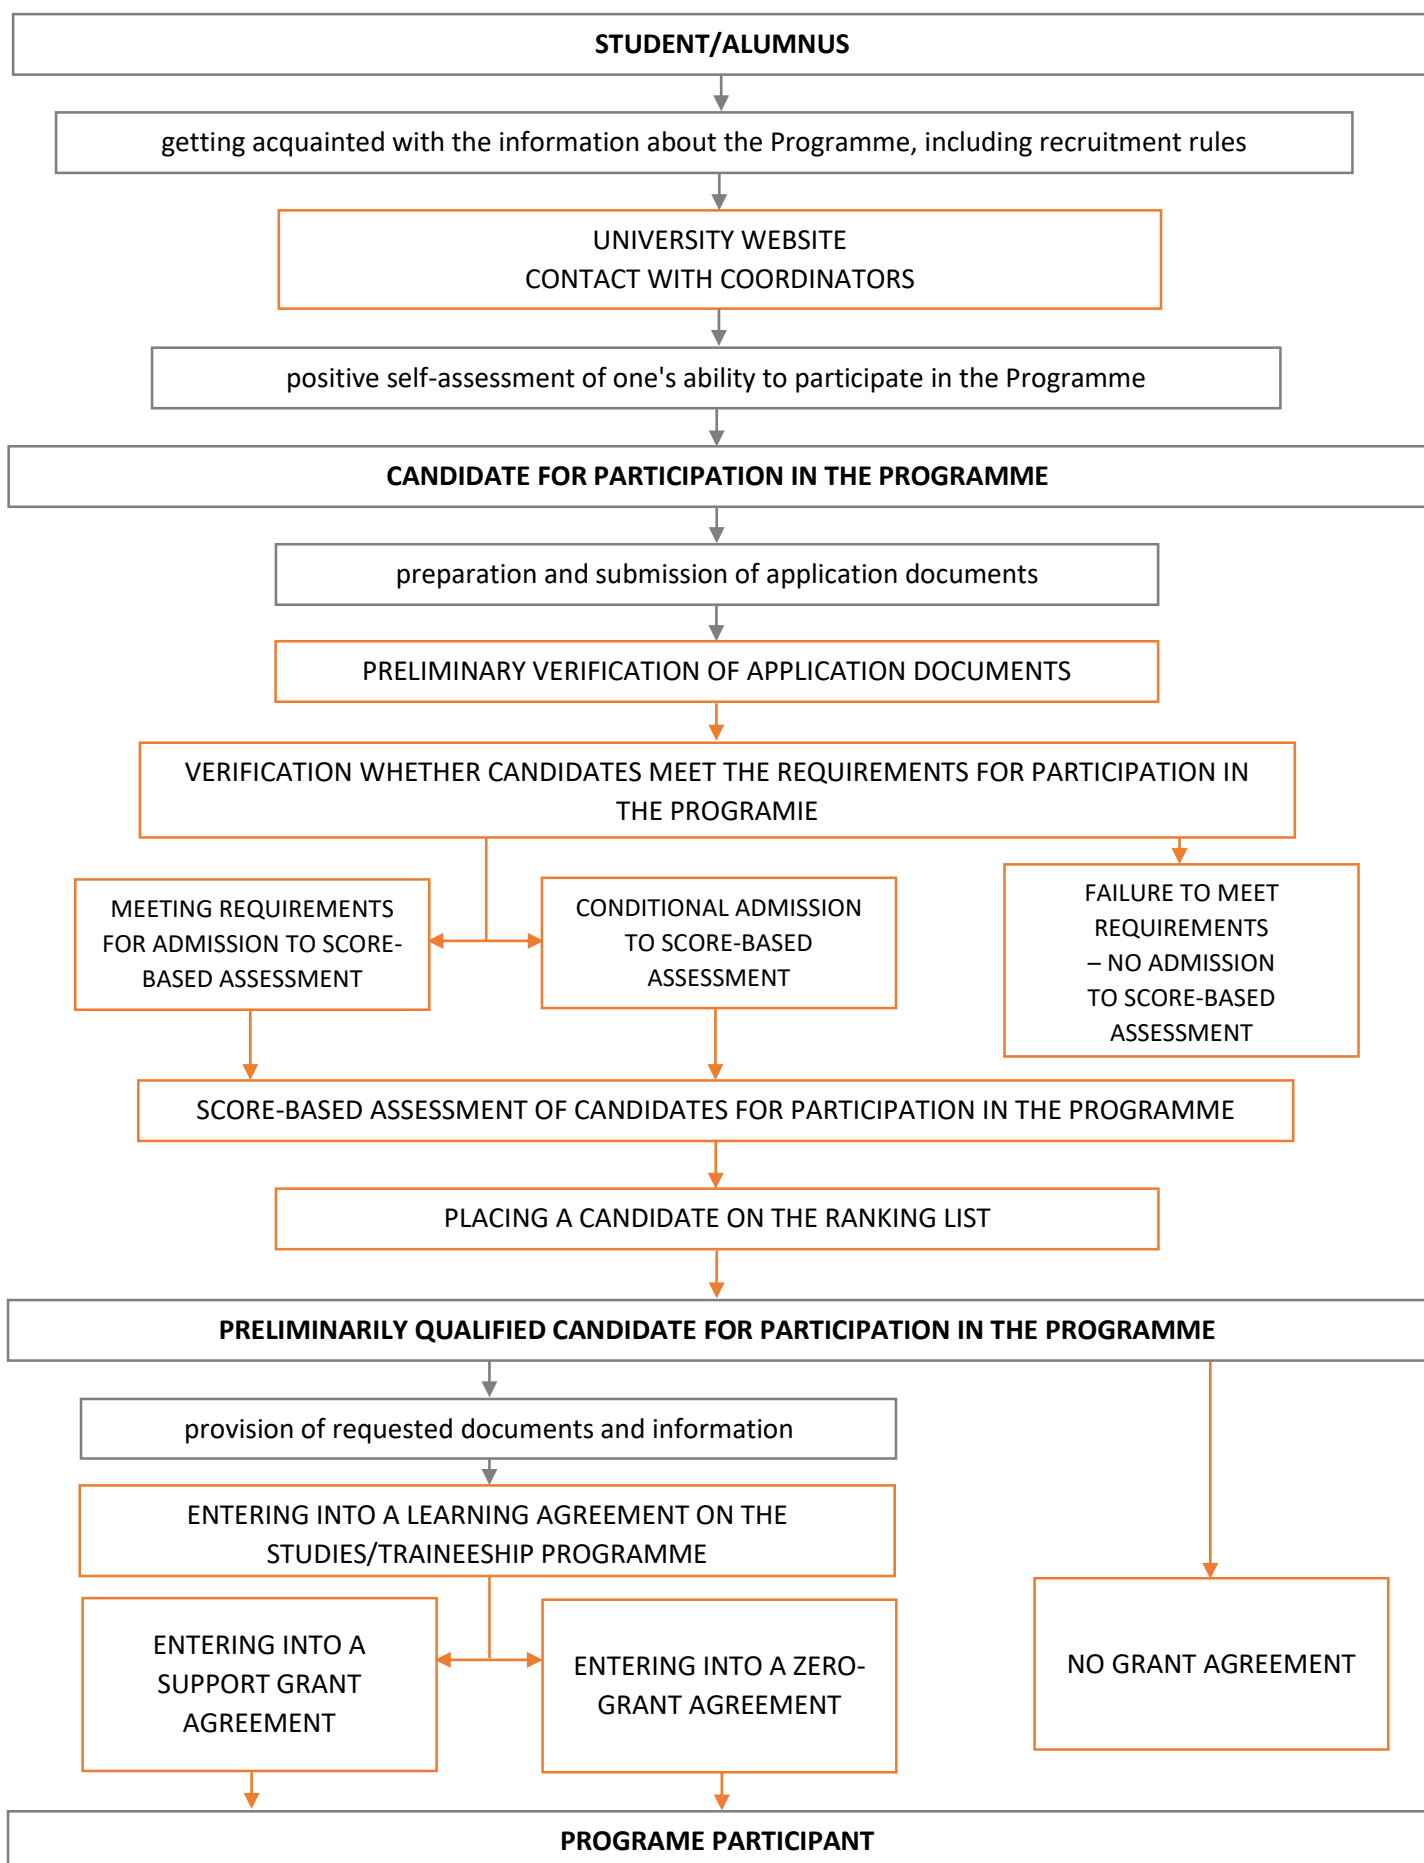 STUDENT/ALUMNUS
getting acquainted with the information about the Programme, including recruitment rules
UNIVERSITY WEBSITE
CONTACT WITH COORDINATORS
positive self-assessment of one's ability to participate in the Programme
CANDIDATE FOR PARTICIPATION IN THE PROGRAMME
preparation and submission of application documents
PRELIMINARY VERIFICATION OF APPLICATION DOCUMENTS
VERIFICATION WHETHER CANDIDATES MEET THE REQUIREMENTS FOR PARTICIPATION IN
THE PROGRAMIE
MEETING REQUIREMENTS
FOR ADMISSION TO SCORE-
BASED ASSESSMENT
CONDITIONAL ADMISSION
TO SCORE-BASED
ASSESSMENT
FAILURE TO MEET
REQUIREMENTS
– NO ADMISSION
TO SCORE-BASED
ASSESSMENT
SCORE-BASED ASSESSMENT OF CANDIDATES FOR PARTICIPATION IN THE PROGRAMME
PLACING A CANDIDATE ON THE RANKING LIST
PRELIMINARILY QUALIFIED CANDIDATE FOR PARTICIPATION IN THE PROGRAMME
provision of requested documents and information
ENTERING INTO A LEARNING AGREEMENT ON THE
STUDIES/TRAINEESHIP PROGRAMME
ENTERING INTO A
SUPPORT GRANT
AGREEMENT
ENTERING INTO A ZERO-
GRANT AGREEMENT
NO GRANT AGREEMENT
PROGRAME PARTICIPANT